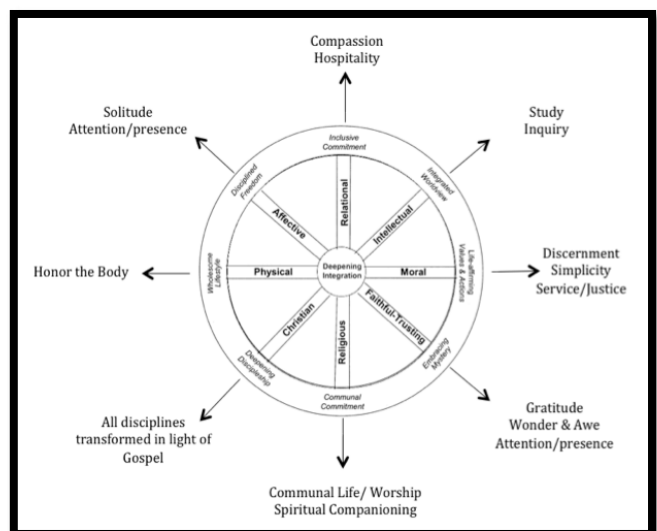 Compassion
Hospitality
Solitude
Attention/presence
Study
Inquiry
Inclusive
Commitment
Disciplined
Freedom
Integrated
Worldview
Relational
Affective
Intellectual
Honor the Body
Wholesome
Lifestyle
Physical
Deepening
Integration
Moral
Life-affirming
Values & Actions
Discernment
Simplicity
Service/Justice
Christian
Religious
Faithful-Trusting
Deepening
Discipleship
Communal
Commitment
Embracing
Mystery
All disciplines
transformed in light of
Gospel
Gratitude
Wonder & Awe
Attention/presence
Communal Life/ Worship
Spiritual Companioning